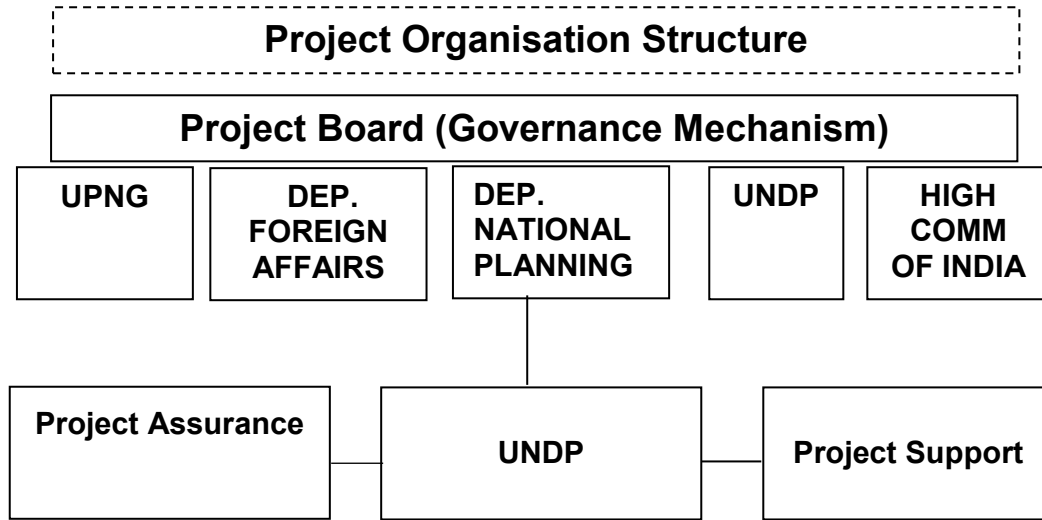 Project Organisation Structure
Project Board (Governance Mechanism)
UPNG
DEP.
FOREIGN
AFFAIRS
DEP.
NATIONAL
PLANNING
UNDP
HIGH
COMM
OF INDIA
Project Assurance
UNDP
Project Support